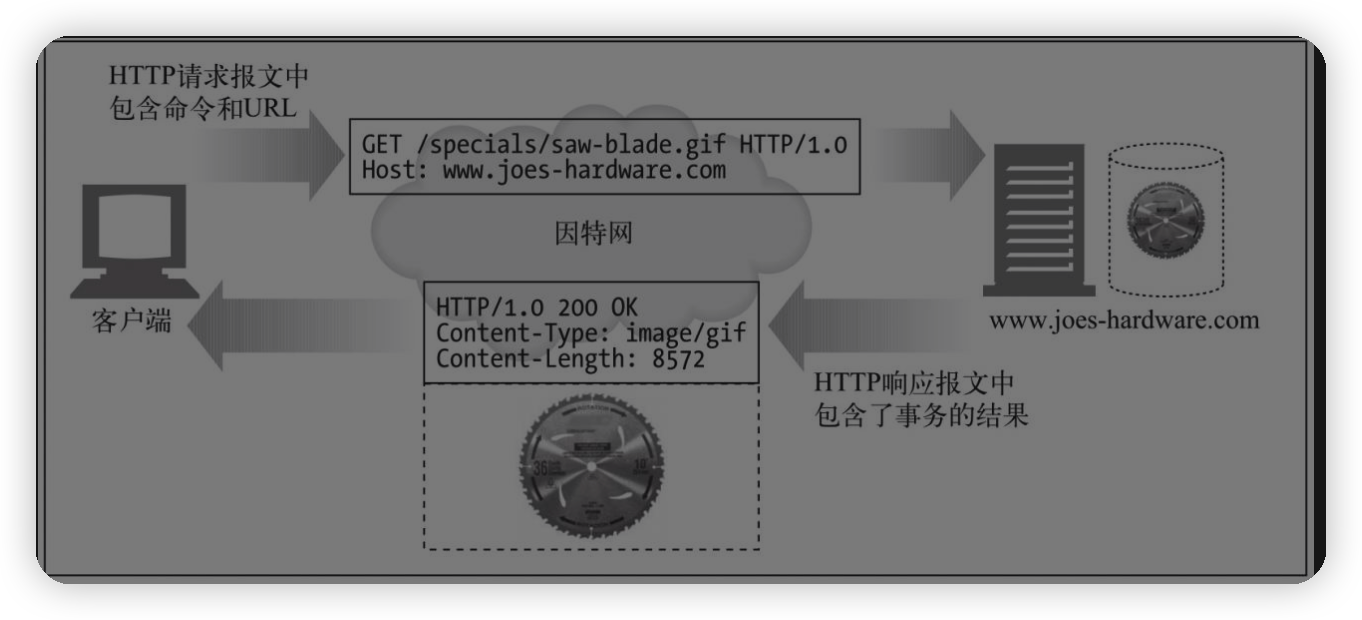 HTTP请求报文中
包含命令和URL
GET /specials/saw-blade.gif HTTP/1.0
Host: www.joes-hardware.com
因特网
客户端
HTTP/1.0 200 OK
Content-Type: image/gif
Content-Length: 8572
www.joes-hardware.com
HTTP响应报文中
包含了事务的结果
36
10"